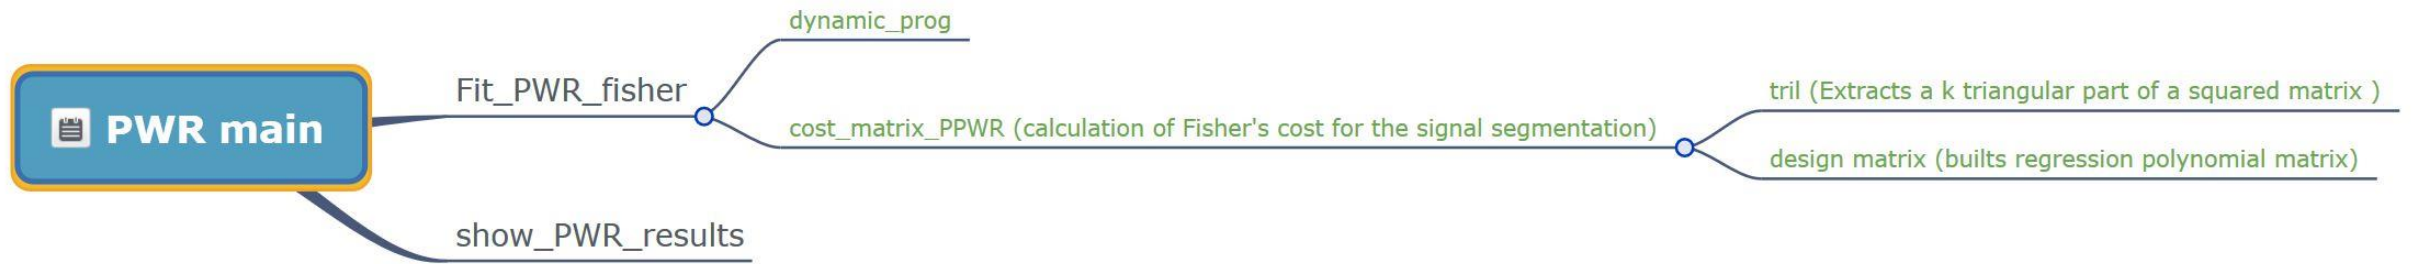 PWR main
Fit_PWR_fisher
dynamic_prog
cost_matrix_PPWR (calculation of Fisher's cost for the signal segmentation)
tril (Extracts a k triangular part of a squared matrix )
design matrix (builts regression polynomial matrix)
show_PWR_results